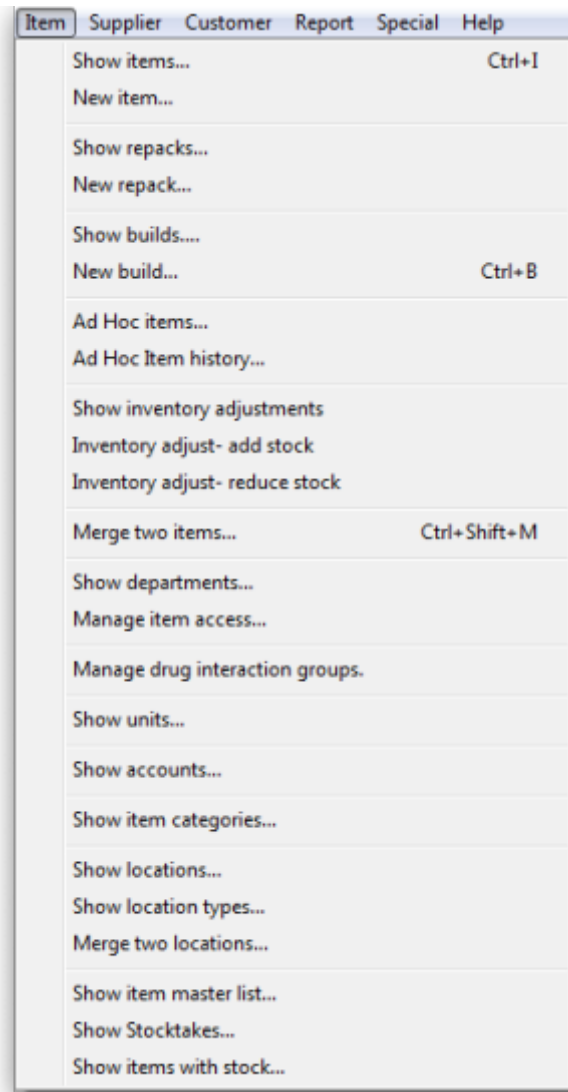 Item Supplier Customer Report Special Help
Show items... Ctrl+I
New item...
Show repacks...
New repack...
Show builds....
New build... Ctrl+B
Ad Hoc items...
Ad Hoc Item history...
Show inventory adjustments
Inventory adjust- add stock
Inventory adjust- reduce stock
Merge two items... Ctrl+Shift+M
Show departments...
Manage item access...
Manage drug interaction groups.
Show units...
Show accounts...
Show item categories...
Show locations...
Show location types...
Merge two locations...
Show item master list...
Show Stocktakes...
Show items with stock...